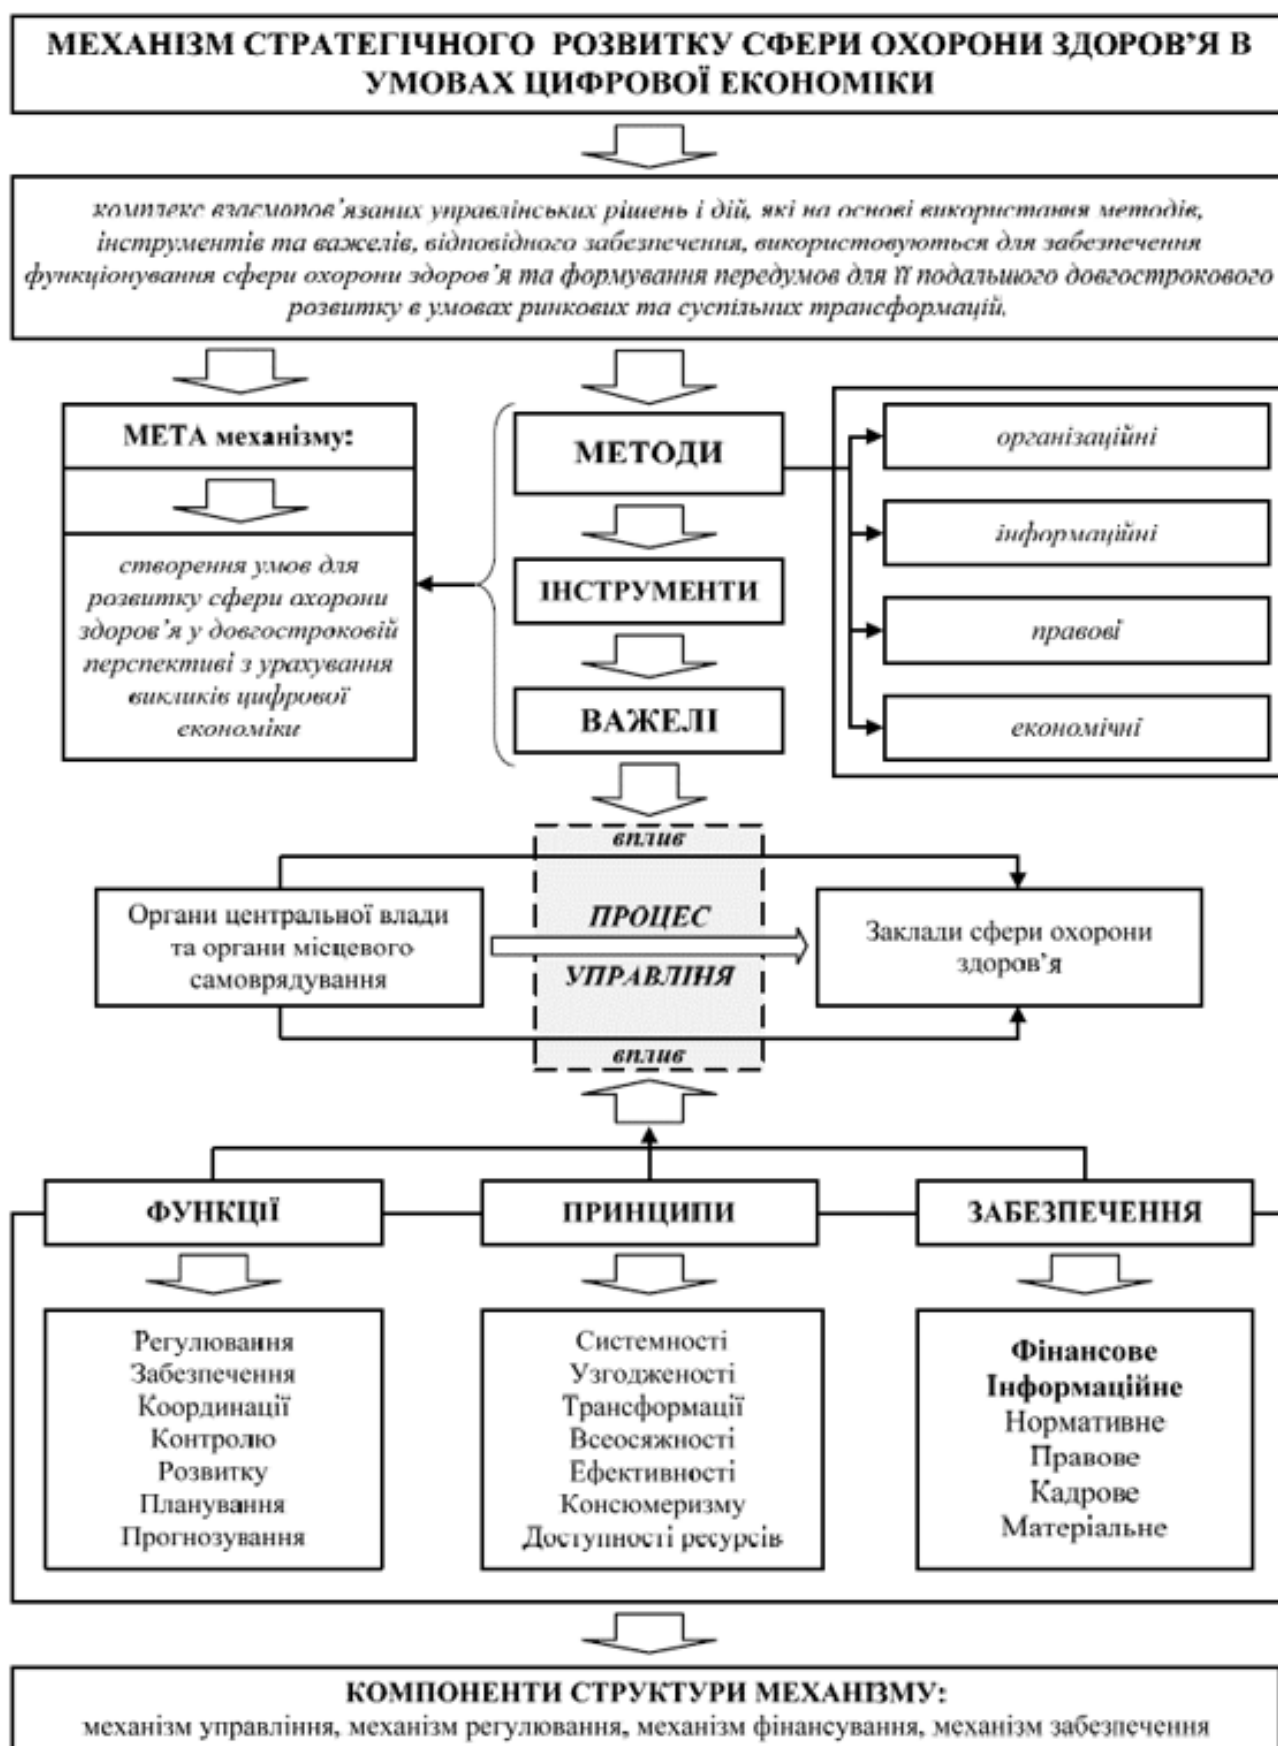 МЕХАНІЗМ СТРАТЕГІЧНОГО РОЗВИТКУ СФЕРИ ОХОРОНИ ЗДОРОВ’Я В
УМОВАХ ЦИФРОВОЇ ЕКОНОМІКИ
комплекс взаємопов’язаних управлінських рішень і дій, які на основі використання методів,
інструментів та важелів, відповідного забезпечення, використовуються для забезпечення
функціонування сфери охорони здоров’я та формування передумов для її подальшого довгострокового
розвитку в умовах ринкових та суспільних трансформацій.
МЕТА механізму:
створення умов для
розвитку сфери охорони
здоров’я у довгостроковій
перспективі з урахування
викликів цифрової
економіки
МЕТОДИ
ІНСТРУМЕНТИ
ВАЖЕЛІ
організаційні
інформаційні
правові
економічні
вплив
Органи центральної влади
та органи місцевого
самоврядування
ПРОЦЕС
УПРАВЛІНЯ
Заклади сфери охорони
здоров’я
вплив
ФУНКЦІЇ
Регулювання
Забезпечення
Координації
Контролю
Розвитку
Планування
Прогнозування
ПРИНЦИПИ
Системності
Узгодженості
Трансформації
Всеосяжності
Ефективності
Консюмеризму
Доступності ресурсів
ЗАБЕЗПЕЧЕННЯ
Фінансове
Інформаційне
Нормативне
Правове
Кадрове
Матеріальне
КОМПОНЕНТИ СТРУКТУРИ МЕХАНІЗМУ:
механізм управління, механізм регулювання, механізм фінансування, механізм забезпечення